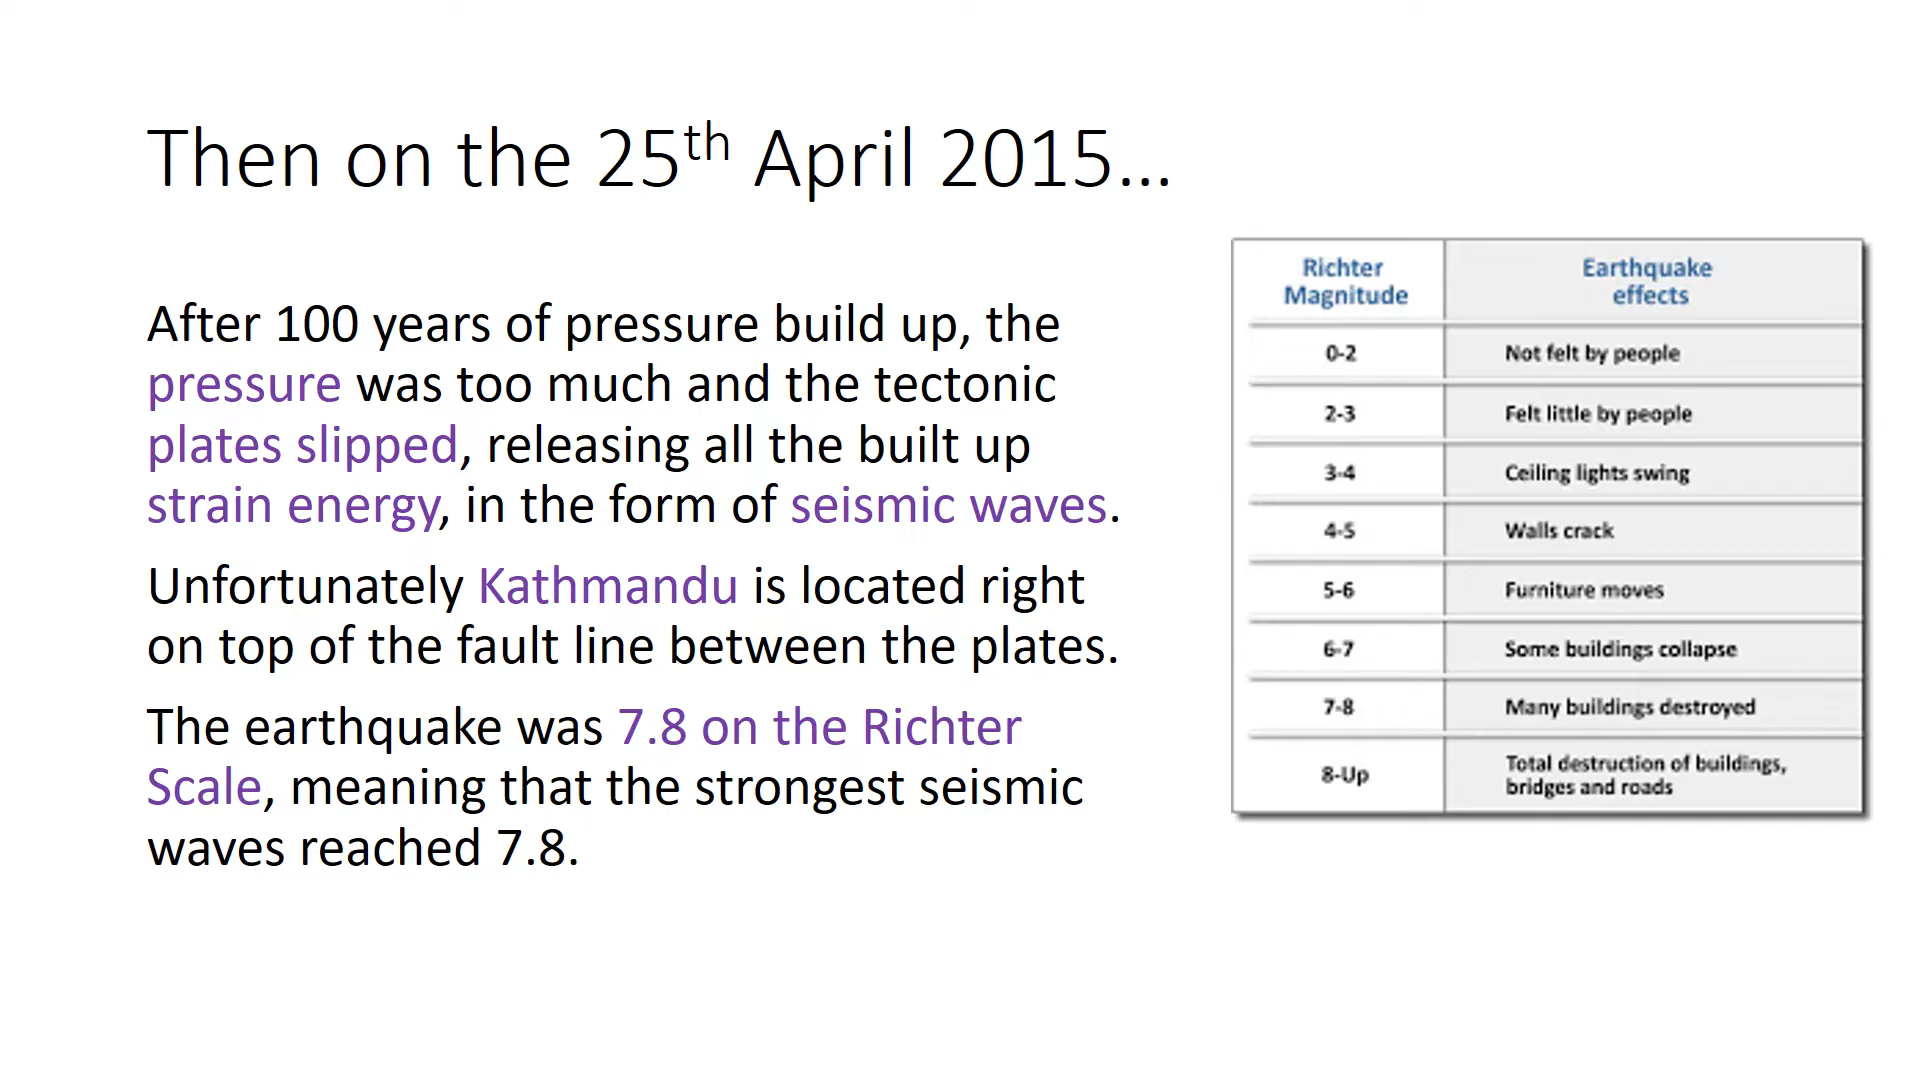 Then on the 25th April 2015...
After 100 years of pressure build up, the
pressure was too much and the tectonic
plates slipped, releasing all the built up
strain energy, in the form of seismic waves.
Unfortunately Kathmandu is located right
on top of the fault line between the plates.
The earthquake was 7.8 on the Richter
Scale, meaning that the strongest seismic
waves reached 7.8.
Richter Magnitude Earthquake effects
0-2 Not felt by people
2-3 Felt little by people
3-4 Ceiling lights swing
4-5 Walls crack
5-6 Furniture moves
6-7 Some buildings collapse
7-8 Many buildings destroyed
8-Up Total destruction of buildings,
bridges and roads